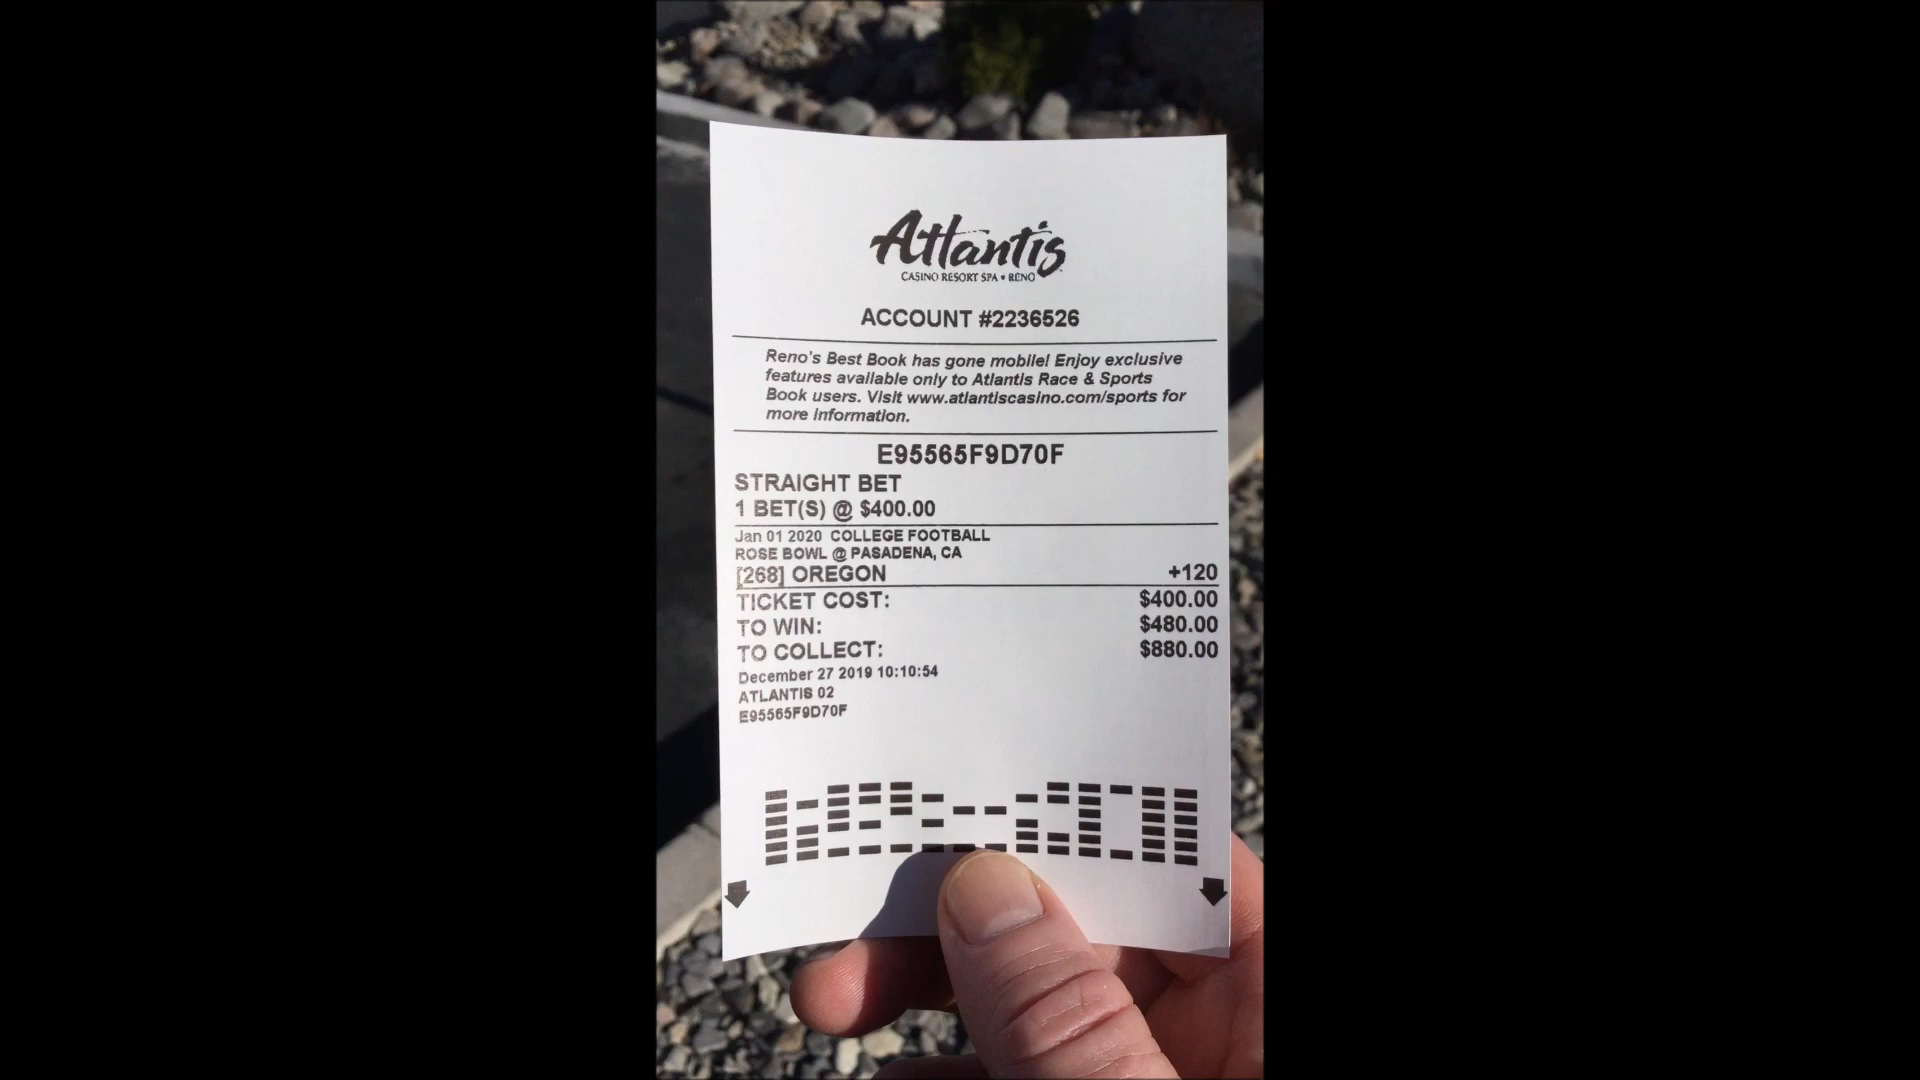 Atlantis
CASINO RESORT SPA • RENO
ACCOUNT #2236526
Reno's Best Book has gone mobile! Enjoy exclusive
features available only to Atlantis Race & Sports
Book users. Visit www.atlantiscasino.com/sports for
more information.
E95565F9D70F
STRAIGHT BET
1 BET(S) @ $400.00
Jan 01 2020 COLLEGE FOOTBALL
ROSE BOWL @ PASADENA, CA
[268] OREGON +120
TICKET COST: $400.00
TO WIN: $480.00
TO COLLECT: $880.00
December 27 2019 10:10:54
ATLANTIS 02
E95565F9D70F